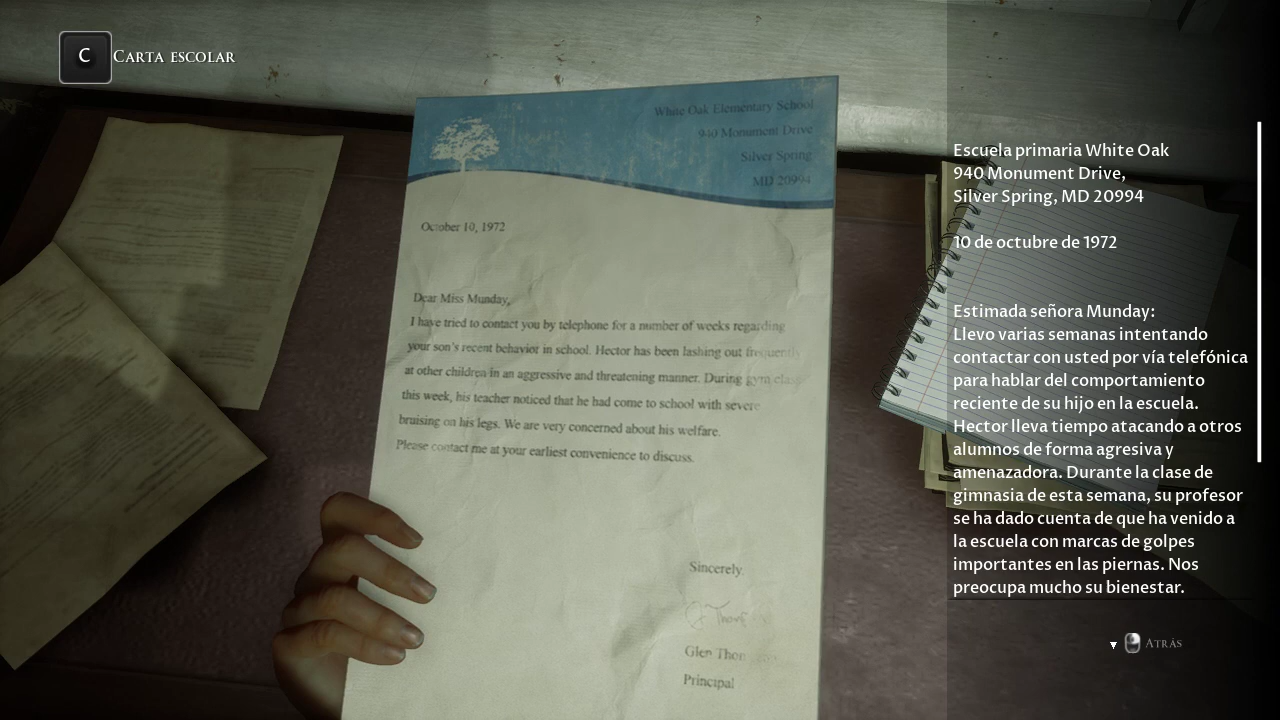 C
Carta escolar
White Oak Elementary School
940 Monument Drive
Silver Spring
MD 20994
October 10, 1972
Dear Miss Munday,
I have tried to contact you by telephone for a number of weeks regarding
your son's recent behavior in school. Hector has been lashing out frequently
at other children in an aggressive and threatening manner. During gym class
this week, his teacher noticed that he had come to school with severe
bruising on his legs. We are very concerned about his welfare.
Please contact me at your earliest convenience to discuss.
Sincerely,
Glen
Principal
Escuela primaria White Oak
940 Monument Drive,
Silver Spring, MD 20994
10 de octubre de 1972
Estimada señora Munday:
Llevo varias semanas intentando
contactar con usted por vía telefónica
para hablar del comportamiento
reciente de su hijo en la escuela.
Hector lleva tiempo atacando a otros
alumnos de forma agresiva y
amenazadora. Durante la clase de
gimnasia de esta semana, su profesor
se ha dado cuenta de que ha venido a
la escuela con marcas de golpes
importantes en las piernas. Nos
preocupa mucho su bienestar.
Atrás